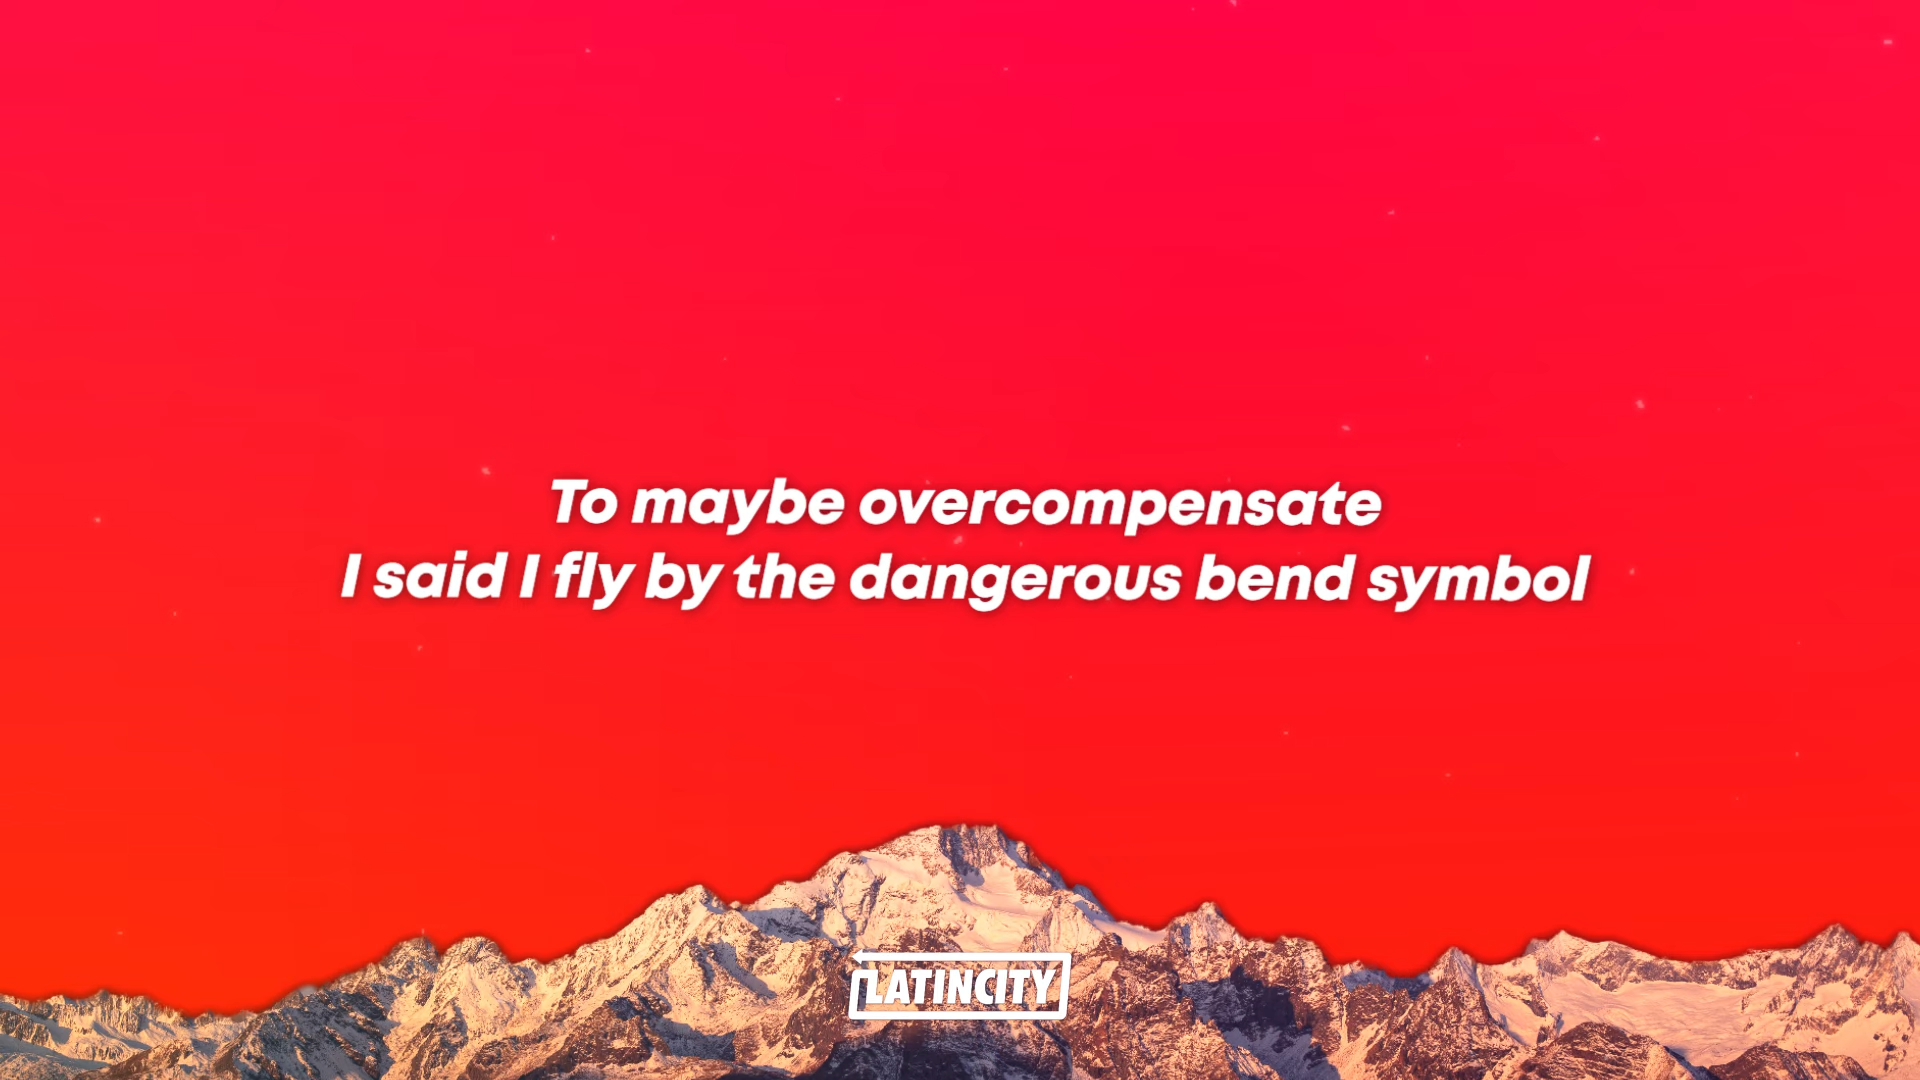 To maybe overcompensate
I said I fly by the dangerous bend symbol
LATINCITY